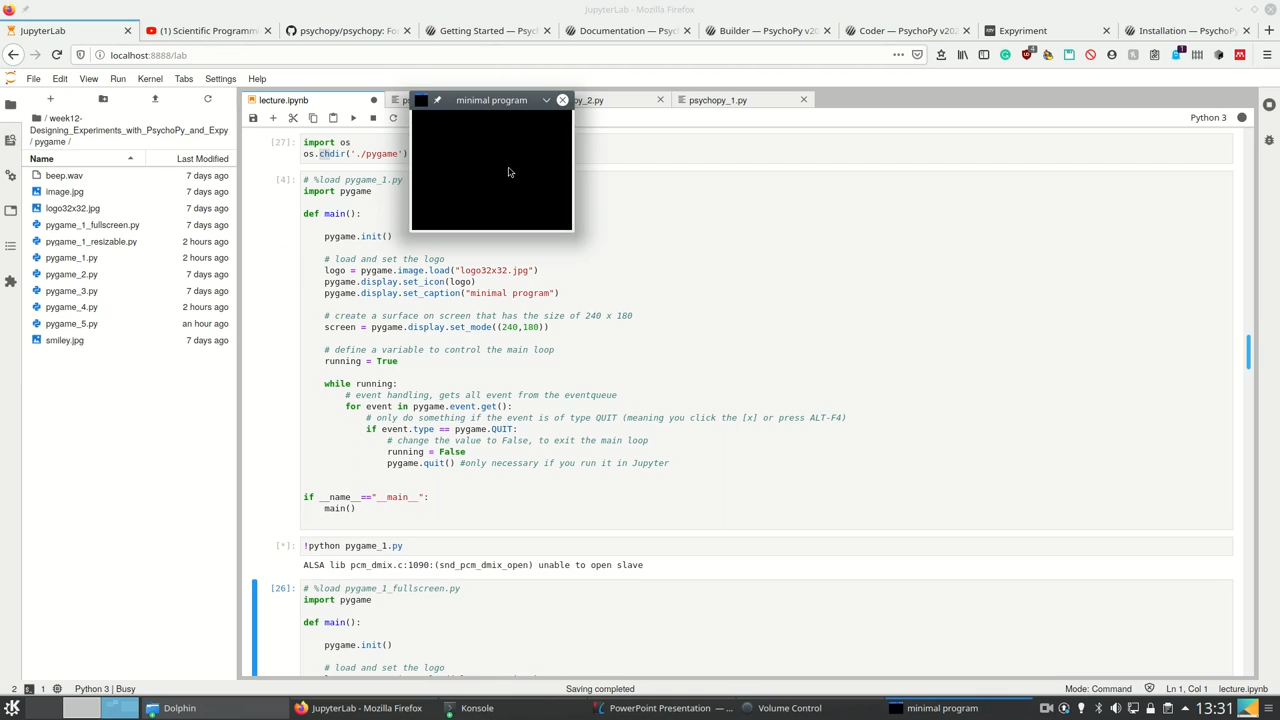 JupyterLab - Mozilla Firefox
JupyterLab
(1) Scientific Programmi
psychopy/psychopy: For
Getting Started — Psych
Documentation — Psych
Builder — PsychoPy v20
Coder — PsychoPy v202
Expyriment
Installation — PsychoPy
localhost:8888/lab
File Edit View Run Kernel Tabs Settings Help
lecture.ipynb
minimal program
py_2.py
psychopy_1.py
Python 3
/ week12-
Designing_Experiments_with_PsychoPy_and_Expy
/ pygame /
Name Last Modified
beep.wav 7 days ago
image.jpg 7 days ago
logo32x32.jpg 7 days ago
pygame_1_fullscreen.py 7 days ago
pygame_1_resizable.py 2 hours ago
pygame_1.py 2 hours ago
pygame_2.py 7 days ago
pygame_3.py 7 days ago
pygame_4.py 2 hours ago
pygame_5.py an hour ago
smiley.jpg 7 days ago
[27]: import os
os.chdir('./pygame')
[4]: # %load pygame_1.py
import pygame
def main():
pygame.init()
# load and set the logo
logo = pygame.image.load("logo32x32.jpg")
pygame.display.set_icon(logo)
pygame.display.set_caption("minimal program")
# create a surface on screen that has the size of 240 x 180
screen = pygame.display.set_mode((240,180))
# define a variable to control the main loop
running = True
while running:
# event handling, gets all event from the eventqueue
for event in pygame.event.get():
# only do something if the event is of type QUIT (meaning you click the [x] or press ALT-F4)
if event.type == pygame.QUIT:
# change the value to False, to exit the main loop
running = False
pygame.quit() #only necessary if you run it in Jupyter
if __name__=="__main__":
main()
[*]: !python pygame_1.py
ALSA lib pcm_dmix.c:1090:(snd_pcm_dmix_open) unable to open slave
[26]: # %load pygame_1_fullscreen.py
import pygame
def main():
pygame.init()
# load and set the logo
2 1 Python 3 | Busy Saving completed Mode: Command Ln 1, Col 1 lecture.ipynb
Dolphin
JupyterLab - Mozilla Firefox
Konsole
PowerPoint Presentation — ...
Volume Control
minimal program
13:31